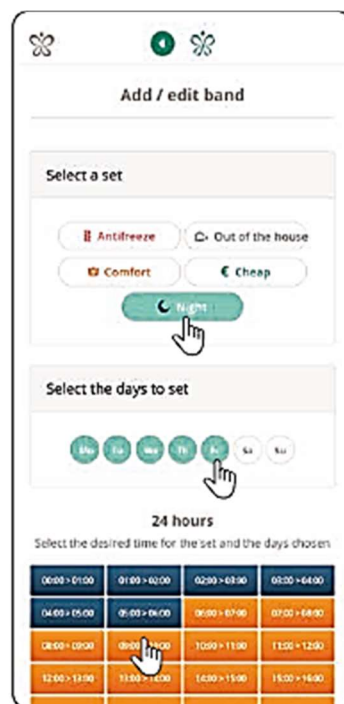 Add / edit band
Select a set
Antifreeze
Out of the house
Comfort
€ Cheap
Night
Select the days to set
Mo Tu We Th Fr Sa Su
24 hours
Select the desired time for the set and the days chosen
00:00 > 01:00 01:00 > 02:00 02:00 > 03:00 03:00 > 04:00
04:00 > 05:00 05:00 > 06:00 06:00 > 07:00 07:00 > 08:00
08:00 > 09:00 10:00 > 11:00 11:00 > 12:00
12:00 > 13:00 14:00 > 15:00 15:00 > 16:00